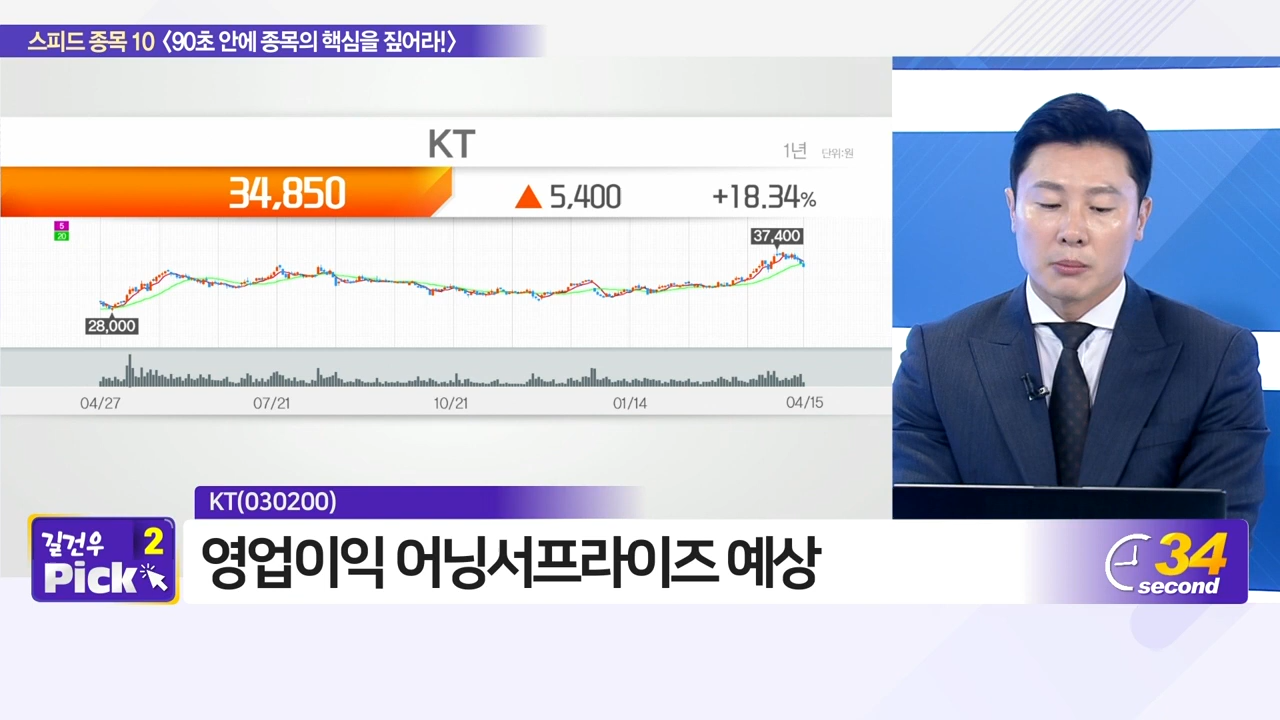 스피드 종목 10 〈90초 안에 종목의 핵심을 짚어라!〉
KT
1년 단위:원
34,850 ▲ 5,400 +18.34%
5
20
37,400
28,000
04/27 07/21 10/21 01/14 04/15
KT(030200)
길건우 2
Pick
영업이익 어닝서프라이즈 예상
34
second